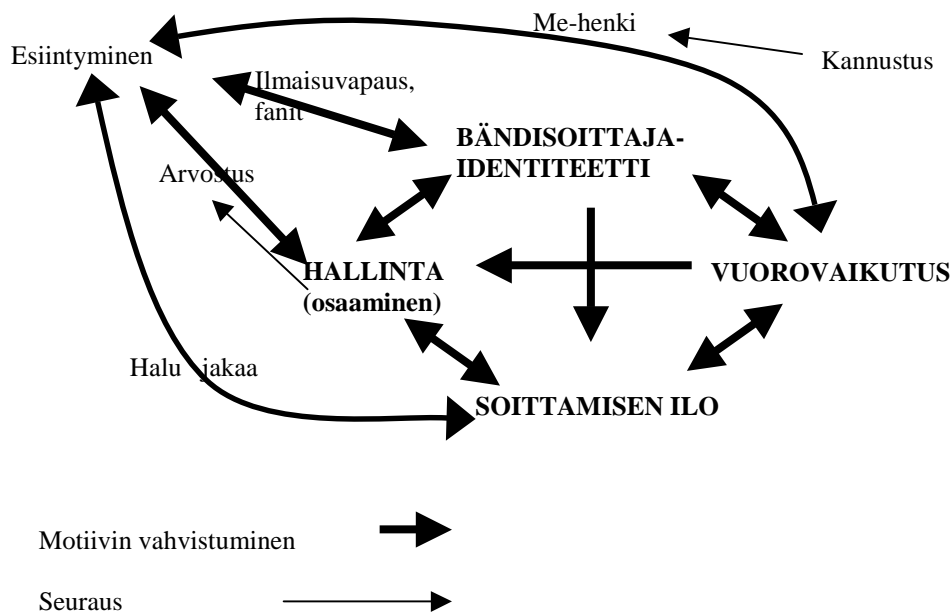 Me-henki
Esiintyminen
Kannustus
Ilmaisuvapaus,
fanit
BÄNDISOITTAJA-
IDENTITEETTI
Arvostus
HALLINTA
(osaaminen)
VUOROVAIKUTUS
Halu jakaa
SOITTAMISEN ILO
Motiivin vahvistuminen
Seuraus